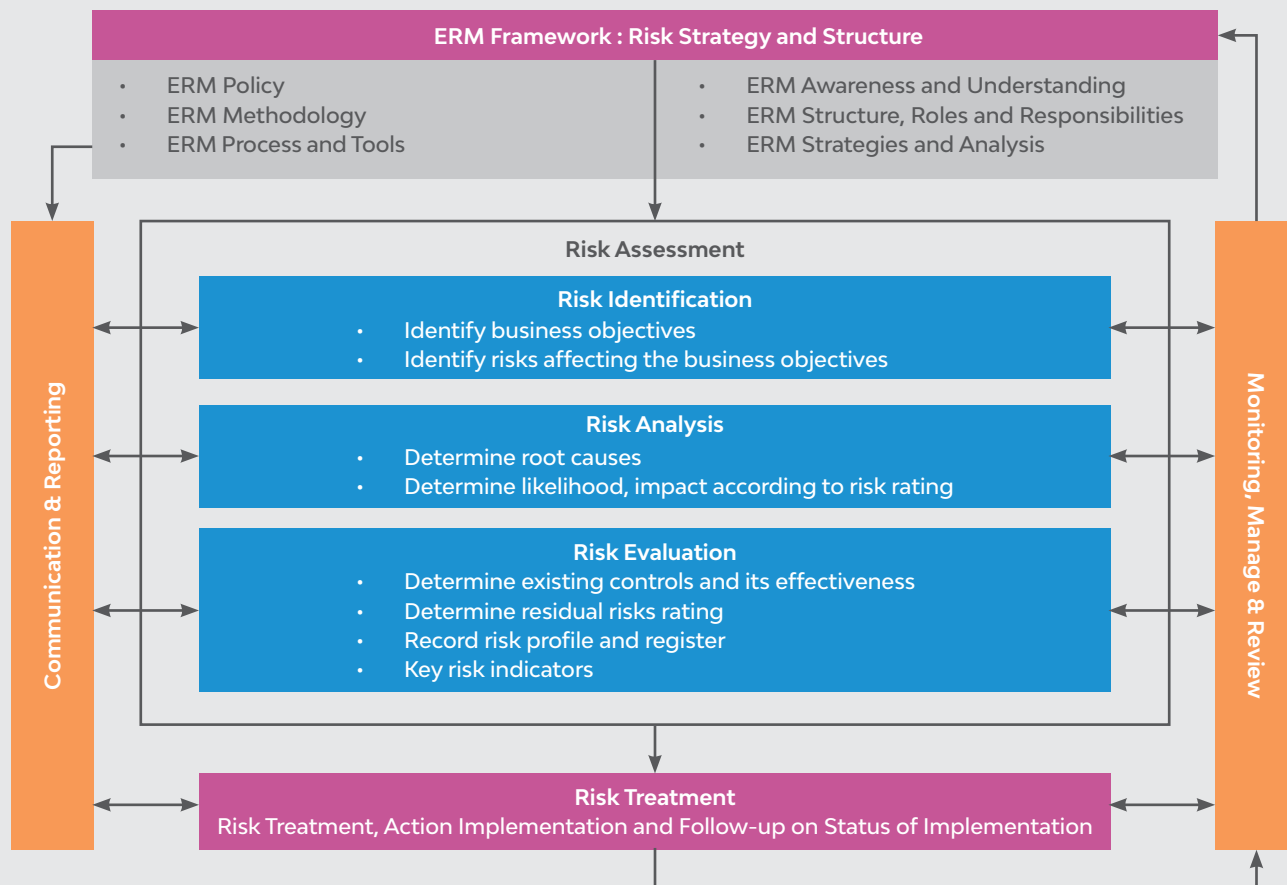 ERM Framework : Risk Strategy and Structure
• ERM Policy
• ERM Methodology
• ERM Process and Tools
• ERM Awareness and Understanding
• ERM Structure, Roles and Responsibilities
• ERM Strategies and Analysis
Communication & Reporting
Risk Assessment
Risk Identification
• Identify business objectives
• Identify risks affecting the business objectives
Risk Analysis
• Determine root causes
• Determine likelihood, impact according to risk rating
Risk Evaluation
• Determine existing controls and its effectiveness
• Determine residual risks rating
• Record risk profile and register
• Key risk indicators
Monitoring, Manage & Review
Risk Treatment
Risk Treatment, Action Implementation and Follow-up on Status of Implementation